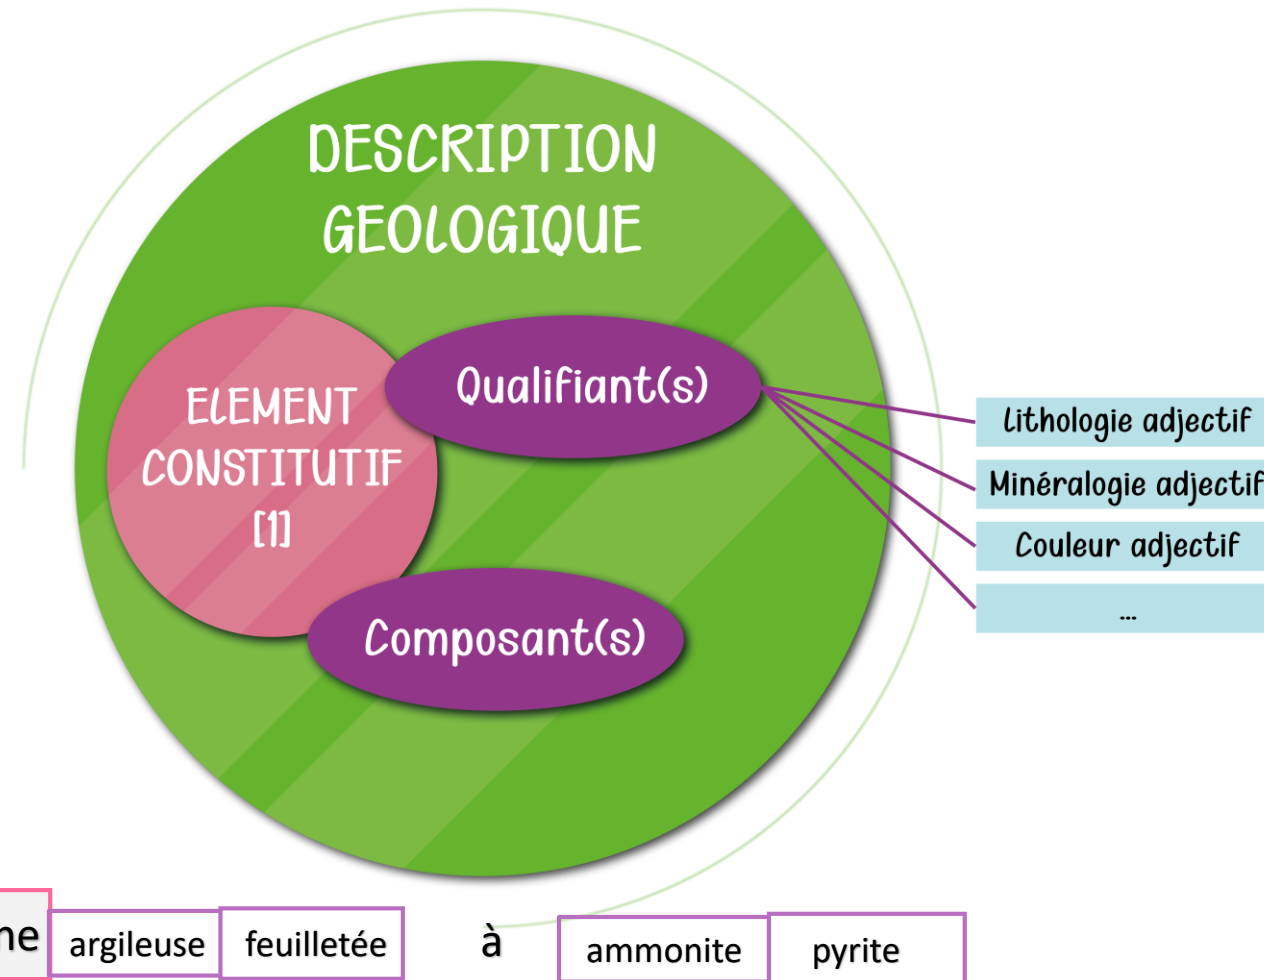 DESCRIPTION
GEOLOGIQUE
ELEMENT
CONSTITUTIF
[1]
Qualifiant(s)
Composant(s)
Lithologie adjectif
Minéralogie adjectif
Couleur adjectif
...
argileuse feuilletée à ammonite pyrite